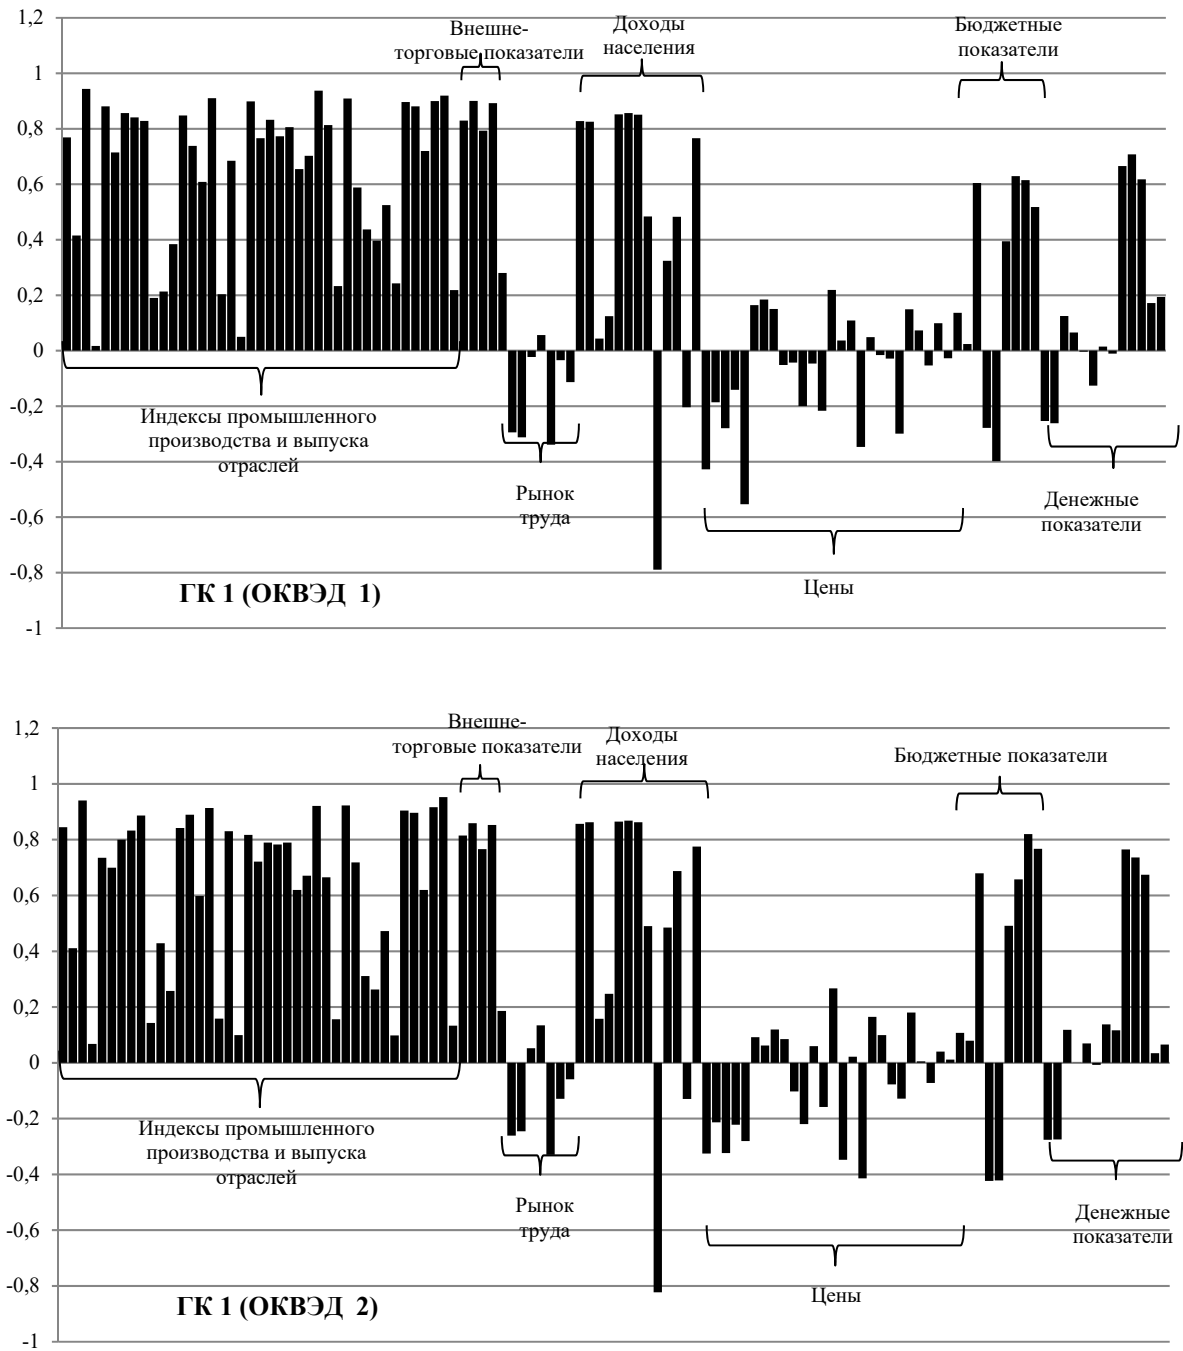 1,2
1
0,8
0,6
0,4
0,2
0
-0,2
-0,4
-0,6
-0,8
-1
Внешне-
торговые показатели
Доходы
населения
Бюджетные
показатели
Индексы промышленного
производства и выпуска
отраслей
Рынок
труда
Цены
Денежные
показатели
ГК 1 (ОКВЭД 1)
1,2
1
0,8
0,6
0,4
0,2
0
-0,2
-0,4
-0,6
-0,8
-1
Внешне-
торговые показатели
Доходы
населения
Бюджетные показатели
Индексы промышленного
производства и выпуска
отраслей
Рынок
труда
Цены
Денежные
показатели
ГК 1 (ОКВЭД 2)